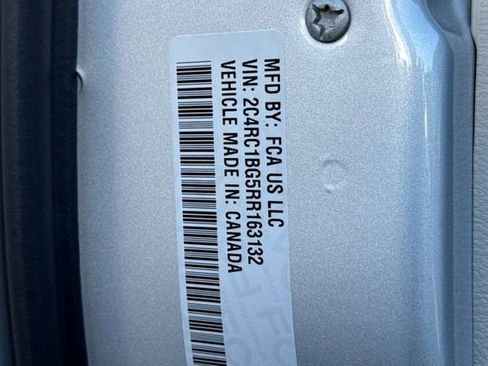 MFD BY: FCA US LLC
VIN: 2C4RC1BG5RR163132
VEHICLE MADE IN: CANADA